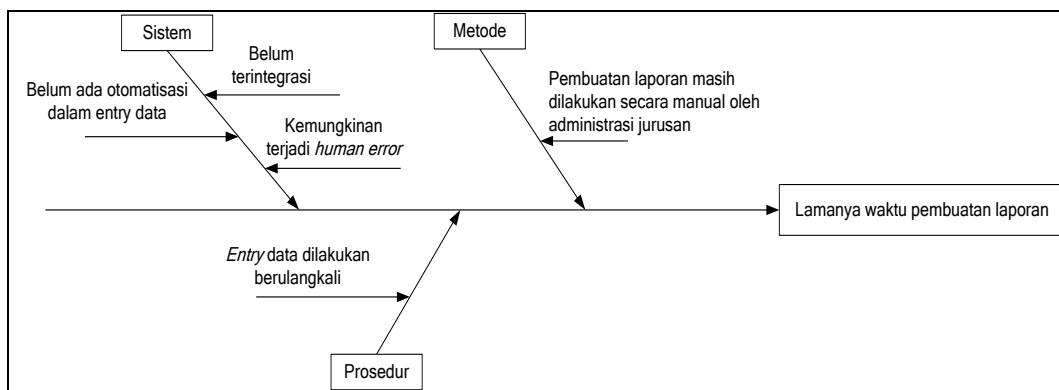 Sistem
Metode
Belum
terintegrasi
Belum ada otomatisasi
dalam entry data
Kemungkinan
terjadi human error
Pembuatan laporan masih
dilakukan secara manual oleh
administrasi jurusan
Lamanya waktu pembuatan laporan
Entry data dilakukan
berulangkali
Prosedur